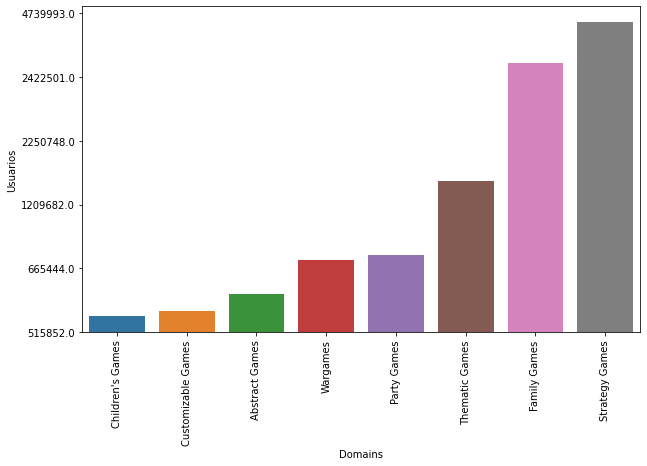 4739993.0
2422501.0
2250748.0
1209682.0
665444.0
515852.0
Usuarios
Children's Games
Customizable Games
Abstract Games
Wargames
Party Games
Thematic Games
Family Games
Strategy Games
Domains